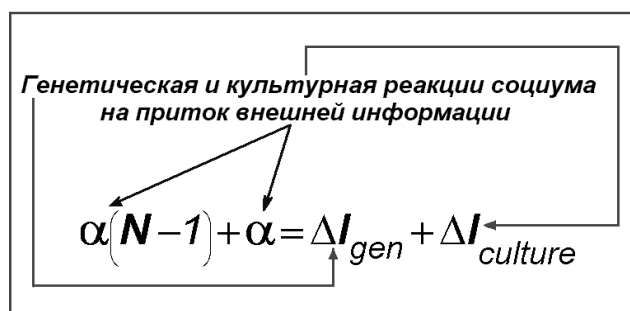 Генетическая и культурная реакции социума
на приток внешней информации
α(N-1)+α=ΔI_gen + ΔI_culture